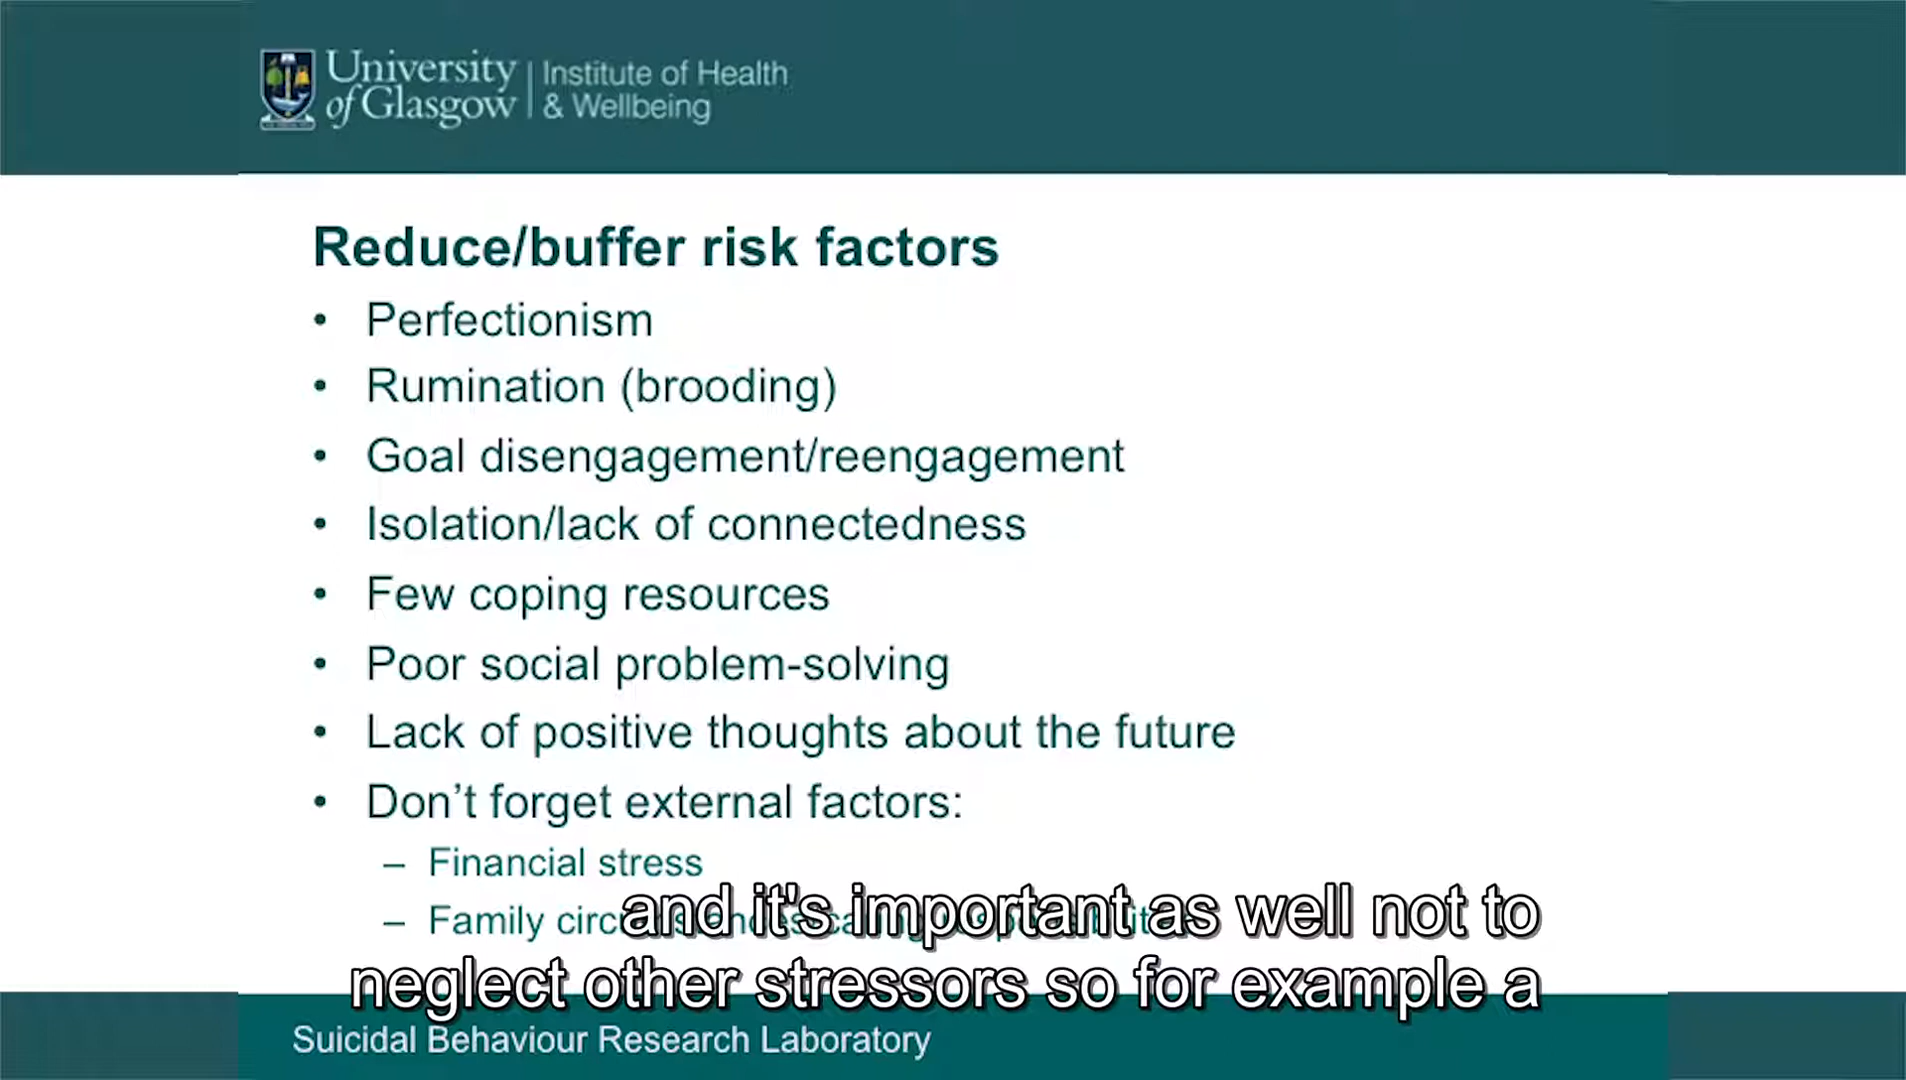 University
of Glasgow
Institute of Health
& Wellbeing
Reduce/buffer risk factors
• Perfectionism
• Rumination (brooding)
• Goal disengagement/reengagement
• Isolation/lack of connectedness
• Few coping resources
• Poor social problem-solving
• Lack of positive thoughts about the future
• Don’t forget external factors:
– Financial stress
– Family
and it's important as well not to
neglect other stressors so for example a
Suicidal Behaviour Research Laboratory